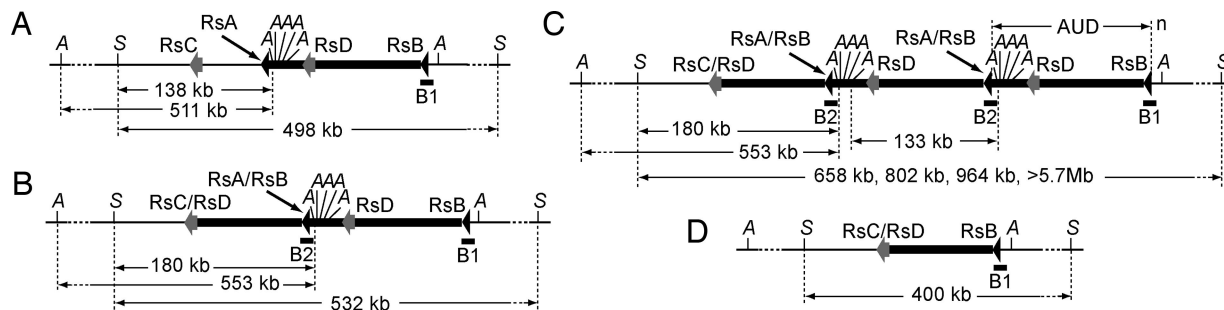 A
RsA
AAA
A S RsC A RsD RsB A S
138 kb
B1
511 kb
498 kb
B
RsA/RsB
AAA
A S RsC/RsD A RsD RsB A S
B2 B1
180 kb
553 kb
532 kb
C
AUD n
RsA/RsB AAA RsA/RsB AAA
A S RsC/RsD A RsD A RsD RsB A S
B2 B2 B1
180 kb 133 kb
553 kb
658 kb, 802 kb, 964 kb, >5.7Mb
D
A S RsC/RsD RsB A S
B1
400 kb